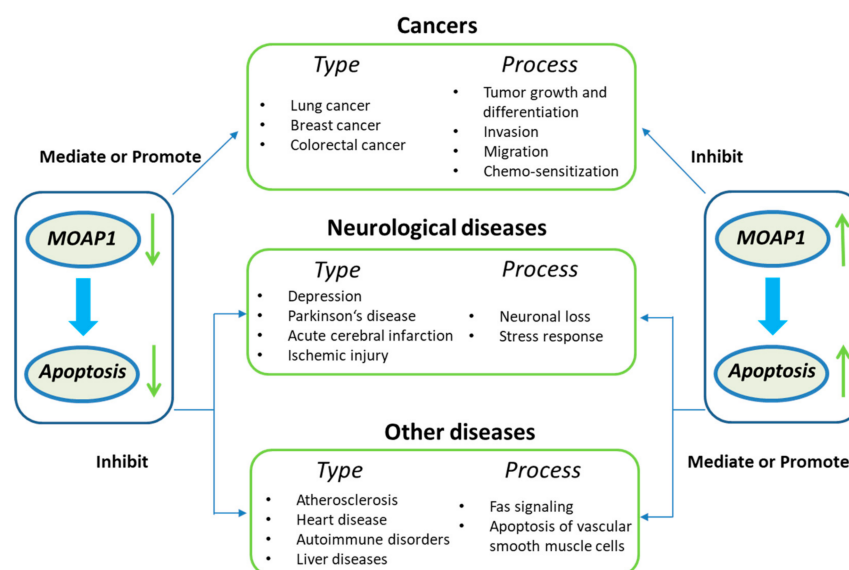 Cancers
Type
Lung cancer
Breast cancer
Colorectal cancer
Process
Tumor growth and
differentiation
Invasion
Migration
Chemo-sensitization
Mediate or Promote
Inhibit
MOAP1
Apoptosis
Neurological diseases
Type
Depression
Parkinson‘s disease
Acute cerebral infarction
Ischemic injury
Process
Neuronal loss
Stress response
MOAP1
Apoptosis
Inhibit
Mediate or Promote
Other diseases
Type
Atherosclerosis
Heart disease
Autoimmune disorders
Liver diseases
Process
Fas signaling
Apoptosis of vascular
smooth muscle cells